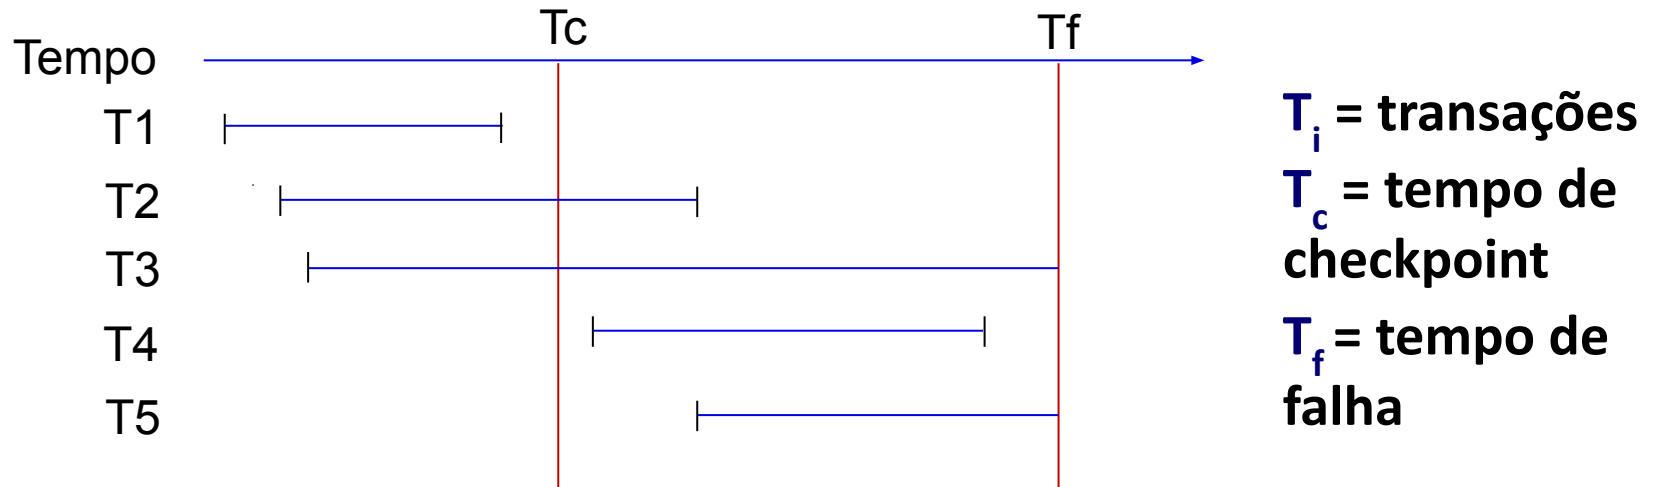 Tc
Tf
Tempo
T1
T2
T3
T4
T5
Ti = transações
Tc = tempo de
checkpoint
Tf = tempo de
falha